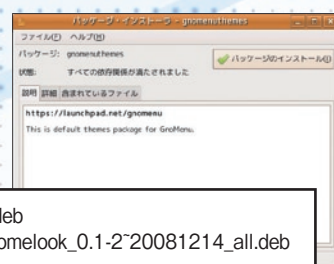 パッケージ・インストーラ - gnomenuthemes
ファイル(F) ヘルプ(H)
パッケージ: gnomenuthemes
パッケージのインストール(I)
状態: すべての依存関係が満たされました
説明 詳細 含まれているファイル
https://launchpad.net/gnomenu
This is default themes package for GnoMenu.
deb
omelook_0.1-2~20081214_all.deb